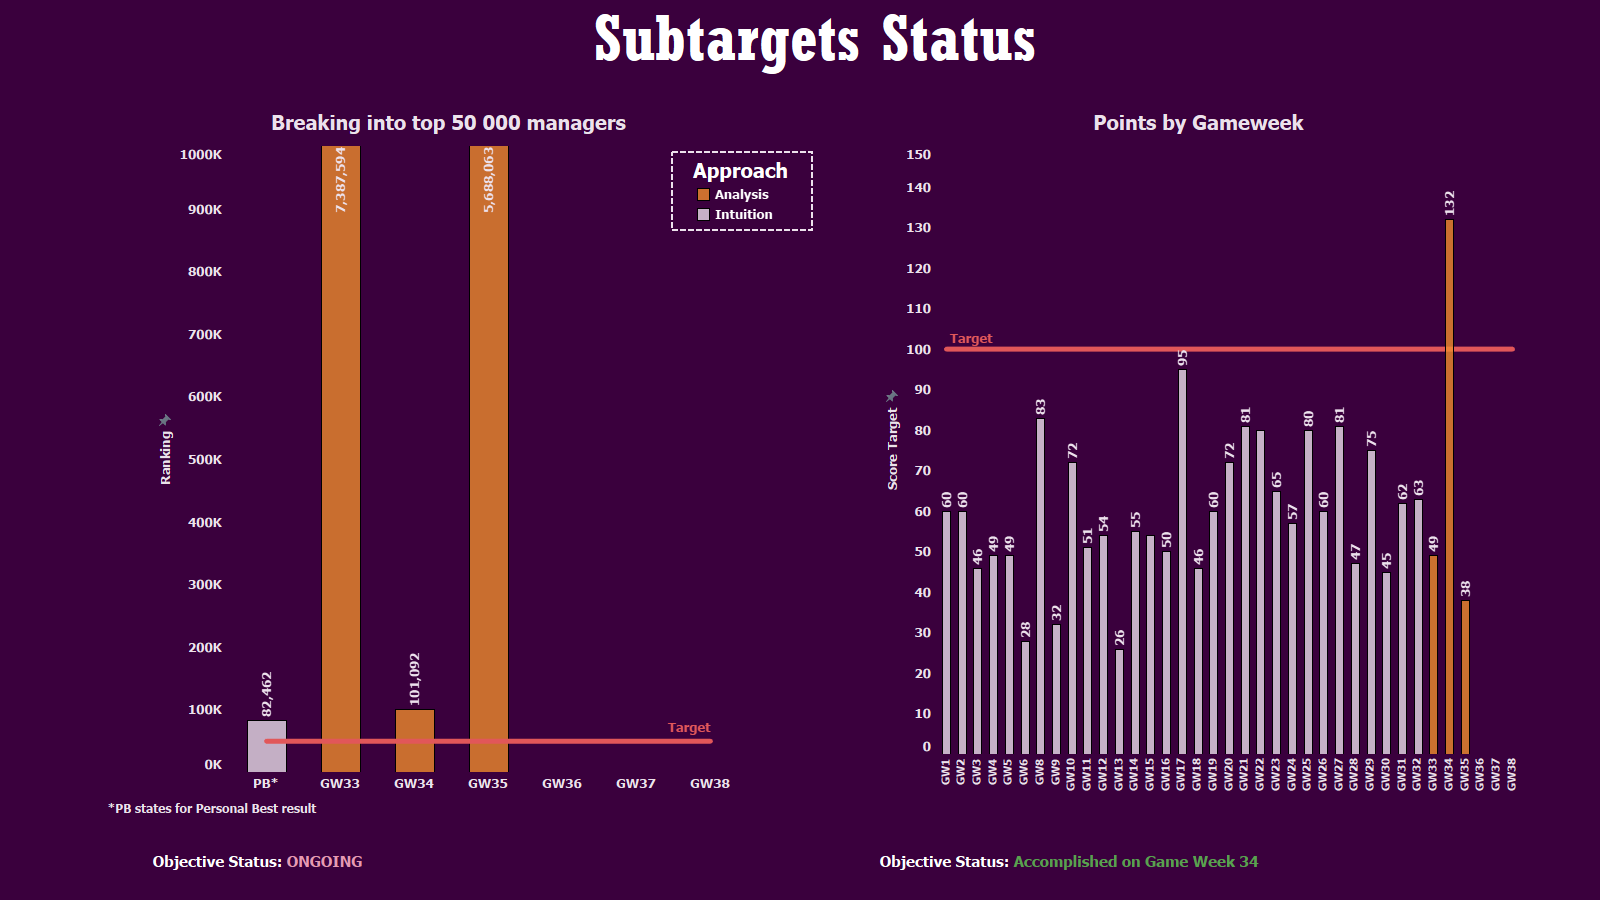 Subtargets Status
Breaking into top 50 000 managers
1000K
900K
800K
700K
600K
500K
400K
300K
200K
100K
0K
Ranking
82,462
7,387,594
101,092
5,688,063
Target
PB*
GW33
GW34
GW35
GW36
GW37
GW38
*PB states for Personal Best result
Objective Status: ONGOING
Approach
Analysis
Intuition
Points by Gameweek
150
140
130
120
110
100
90
80
70
60
50
40
30
20
10
0
Score Target
Target
60
60
46
49
49
28
83
32
72
51
54
26
55
50
95
46
60
72
81
65
57
80
60
81
47
75
45
62
63
49
132
38
GW1
GW2
GW3
GW4
GW5
GW6
GW8
GW9
GW10
GW11
GW12
GW13
GW14
GW15
GW16
GW17
GW18
GW19
GW20
GW21
GW22
GW23
GW24
GW25
GW26
GW27
GW28
GW29
GW30
GW31
GW32
GW33
GW34
GW35
GW36
GW37
GW38
Objective Status: Accomplished on Game Week 34